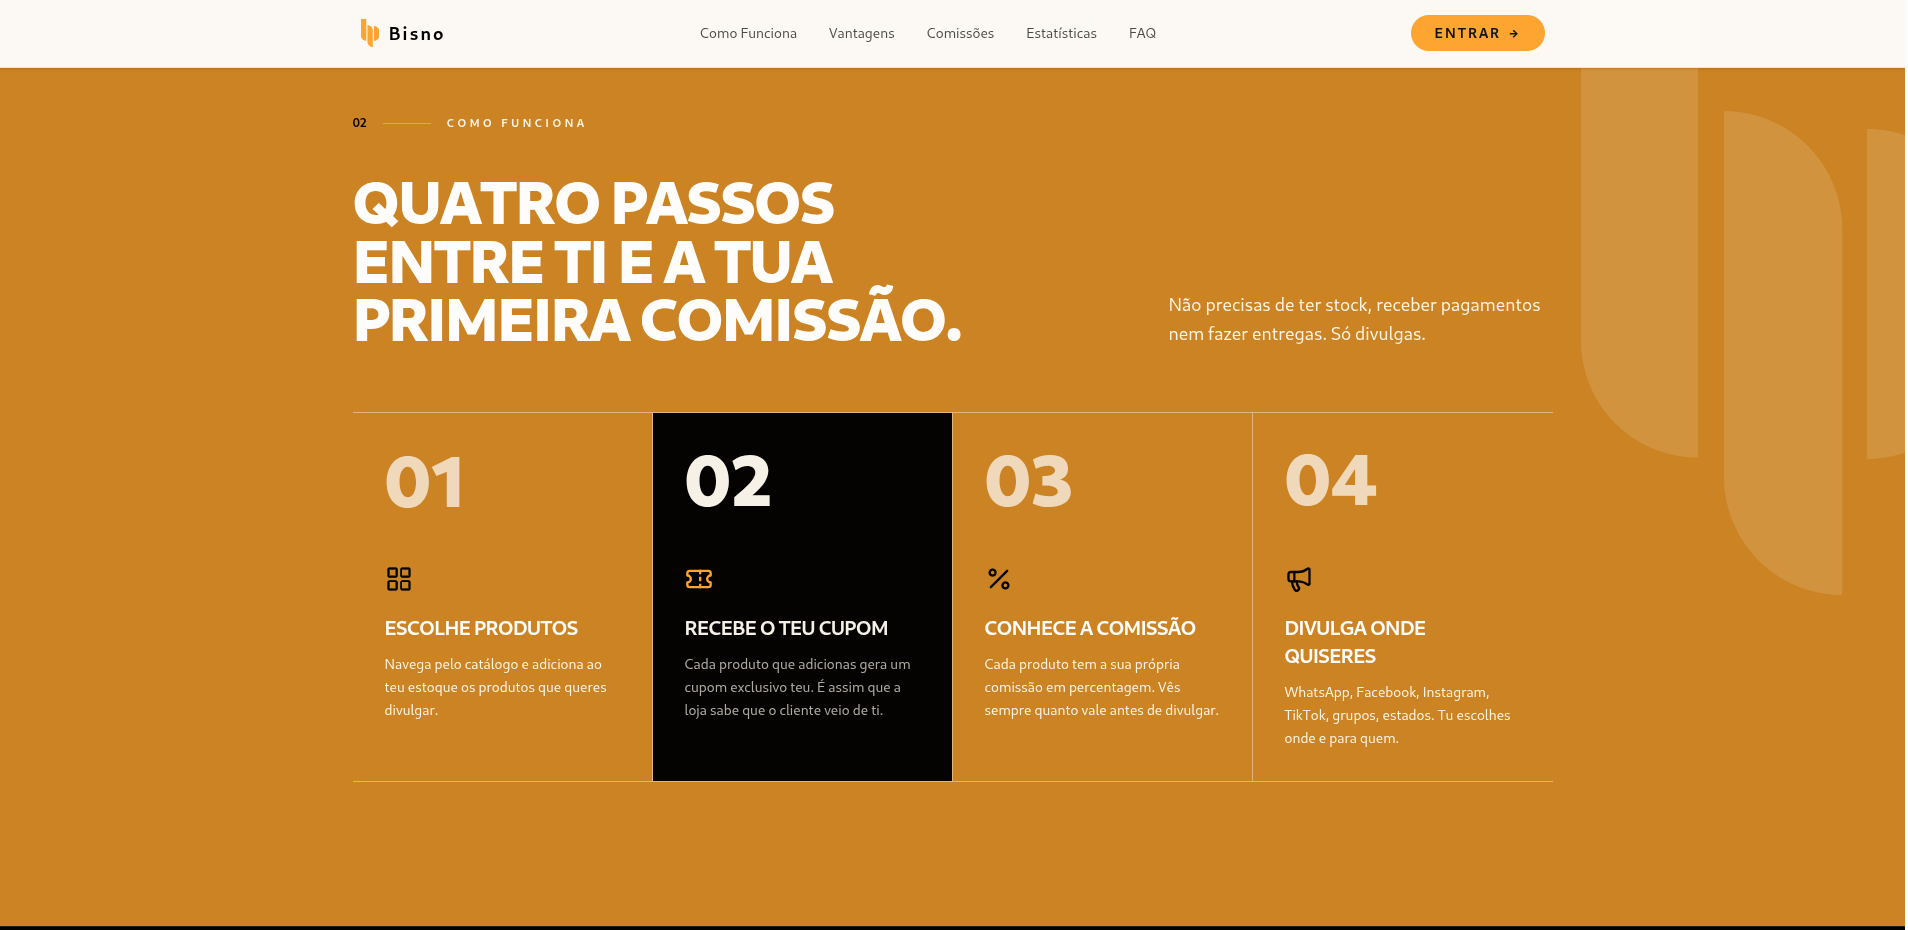 Bisno
Como Funciona
Vantagens
Comissões
Estatísticas
FAQ
ENTRAR →
02
COMO FUNCIONA
QUATRO PASSOS
ENTRE TI E A TUA
PRIMEIRA COMISSÃO.
Não precisas de ter stock, receber pagamentos
nem fazer entregas. Só divulgas.
01
ESCOLHE PRODUTOS
Navega pelo catálogo e adiciona ao
teu estoque os produtos que queres
divulgar.
02
RECEBE O TEU CUPOM
Cada produto que adicionas gera um
cupom exclusivo teu. É assim que a
loja sabe que o cliente veio de ti.
03
CONHECE A COMISSÃO
Cada produto tem a sua própria
comissão em percentagem. Vês
sempre quanto vale antes de divulgar.
04
DIVULGA ONDE
QUISERES
WhatsApp, Facebook, Instagram,
TikTok, grupos, estados. Tu escolhes
onde e para quem.